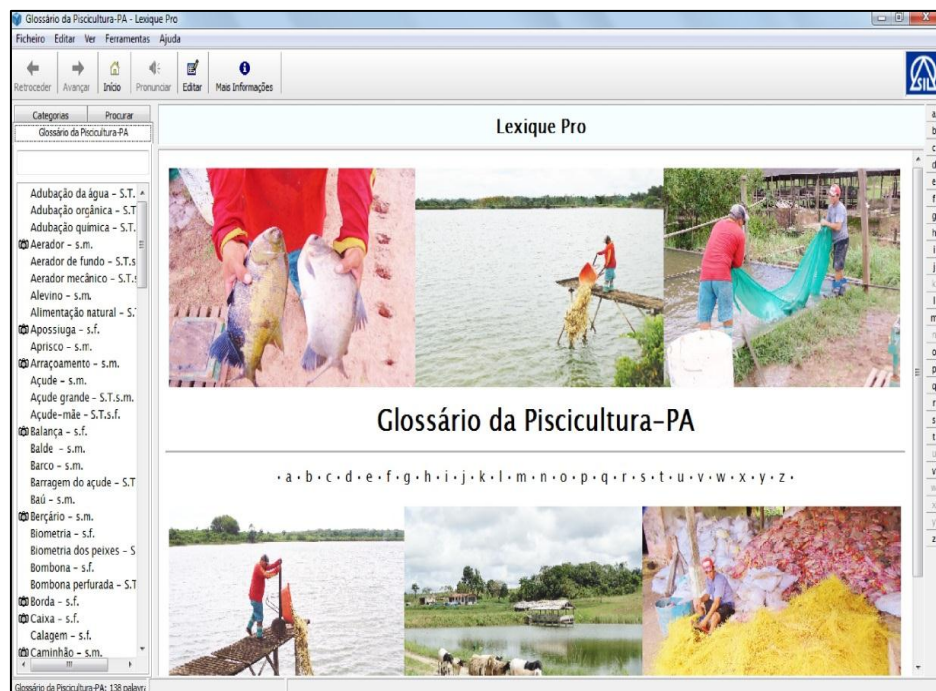 Glossário da Piscicultura-PA - Lexique Pro
Ficheiro Editar Ver Ferramentas Ajuda
Retroceder Avançar Início Pronunciar Editar Mais Informações
SIL
Categorias Procurar
Glossário da Piscicultura-PA
Lexique Pro
Adubação da água - S.T.
Adubação orgânica - S.T
Adubação química - S.T.
Aerador - s.m.
Aerador de fundo - S.T.s
Aerador mecânico - S.T.
Alevino - s.m.
Alimentação natural - S.
Apossiuga - s.f.
Aprisco - s.m.
Arraçoamento - s.m.
Açude - s.m.
Açude grande - S.T.s.m.
Açude-mãe - S.T.s.f.
Balança - s.f.
Balde - s.m.
Barco - s.m.
Barragem do açude - S.T
Baú - s.m.
Berçário - s.m.
Biometria - s.f.
Biometria dos peixes - S
Bombona - s.f.
Bombona perfurada - S.T
Borda - s.f.
Caixa - s.f.
Calagem - s.f.
Caminhão - s.m.
Glossário da Piscicultura-PA
· a · b · c · d · e · f · g · h · i · j · k · l · m · n · o · p · q · r · s · t · u · v · w · x · y · z ·
a
b
c
d
e
f
g
h
i
j
k
l
m
n
o
p
q
r
s
t
u
v
w
x
y
z
Glossário da Piscicultura-PA: 138 palavra